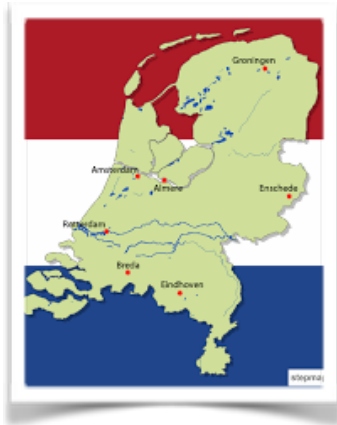 Groningen
Amsterdam
Almere
Enschede
Rotterdam
Breda
Eindhoven
stepma